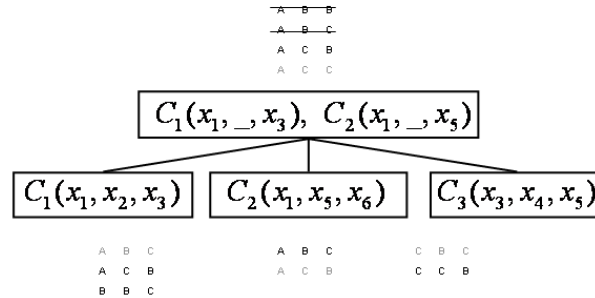 A B B
A B C
A C B
A C C
C₁(x₁, _, x₃), C₂(x₁, _, x₅)
C₁(x₁, x₂, x₃) C₂(x₁, x₅, x₆) C₃(x₃, x₄, x₅)
A B C A B C C B C
A C B A C B C C B
B B C